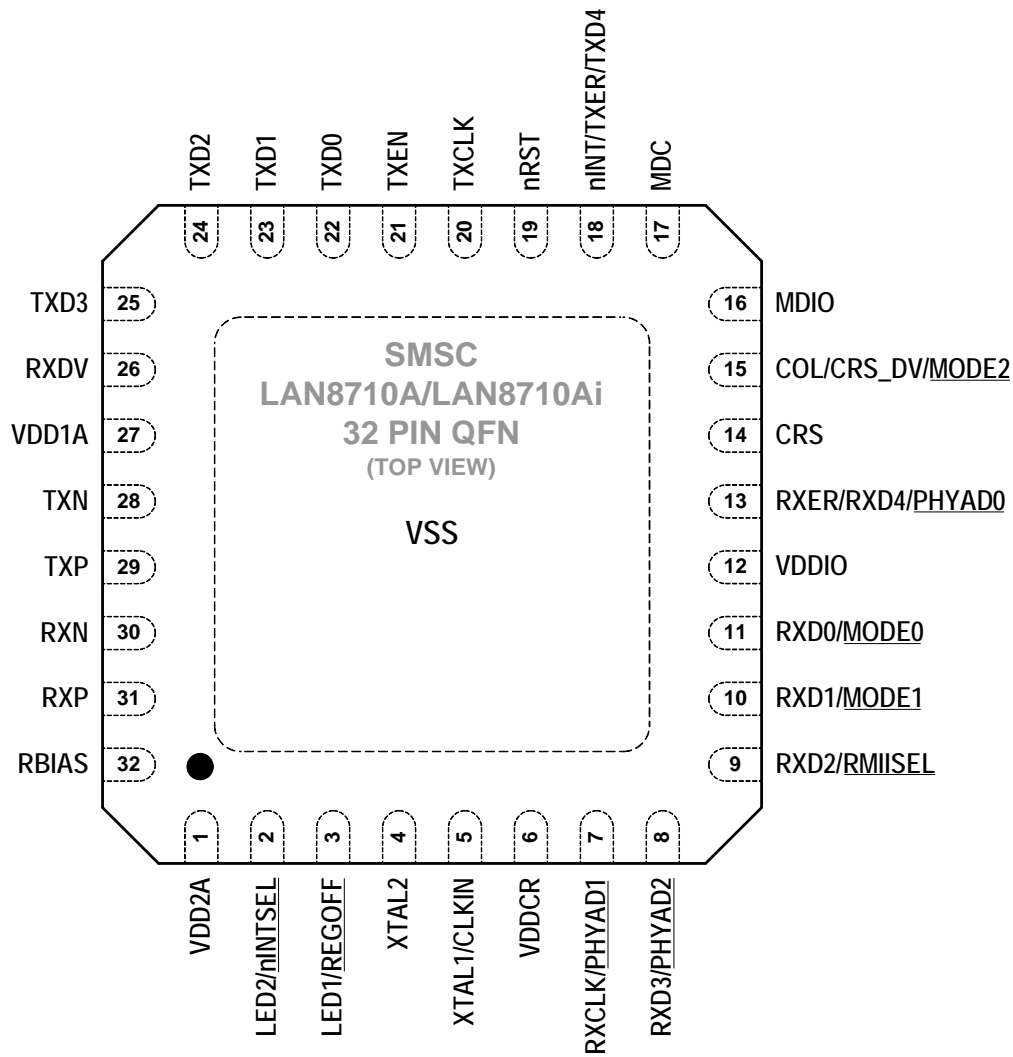 TXD2
TXD1
TXD0
TXEN
TXCLK
nRST
nINT/TXER/TXD4
MDC
24
23
22
21
20
19
18
17
TXD3 25
RXDV 26
VDD1A 27
TXN 28
TXP 29
RXN 30
RXP 31
RBIAS 32
SMSC
LAN8710A/LAN8710Ai
32 PIN QFN
(TOP VIEW)
VSS
16 MDIO
15 COL/CRS_DV/MODE2
14 CRS
13 RXER/RXD4/PHYAD0
12 VDDIO
11 RXD0/MODE0
10 RXD1/MODE1
9 RXD2/RMIISEL
1
2
3
4
5
6
7
8
VDD2A
LED2/nINTSEL
LED1/REGOFF
XTAL2
XTAL1/CLKIN
VDDCR
RXCLK/PHYAD1
RXD3/PHYAD2